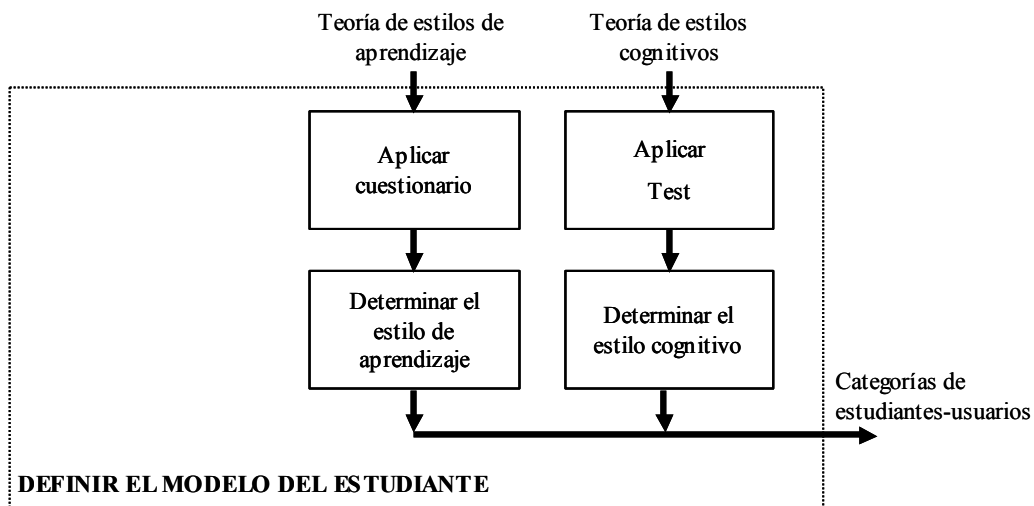 Teoría de estilos de
aprendizaje
Teoría de estilos
cognitivos
Aplicar
cuestionario
Aplicar
Test
Determinar el
estilo de
aprendizaje
Determinar el
estilo cognitivo
Categorías de
estudiantes-usuarios
DEFINIR EL MODELO DEL ESTUDIANTE